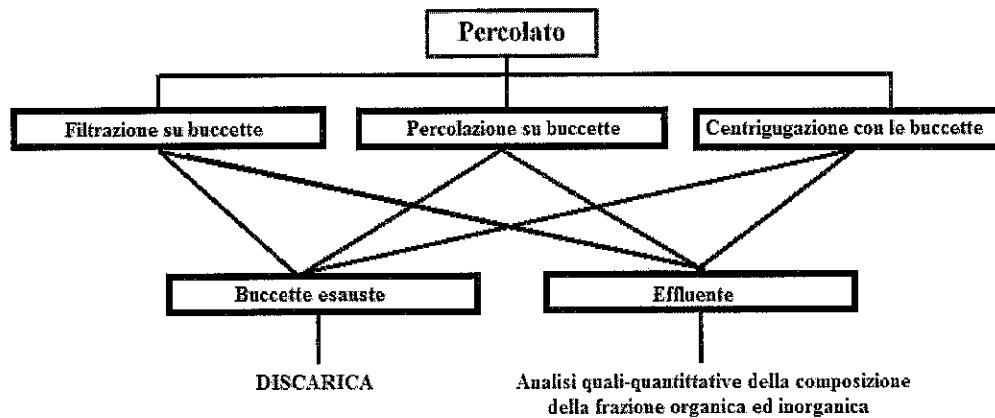 Percolato
Filtrazione su buccette
Percolazione su buccette
Centrigugazione con le buccette
Buccette esauste
Effluente
DISCARICA
Analisi quali-quantittative della composizione
della frazione organica ed inorganica